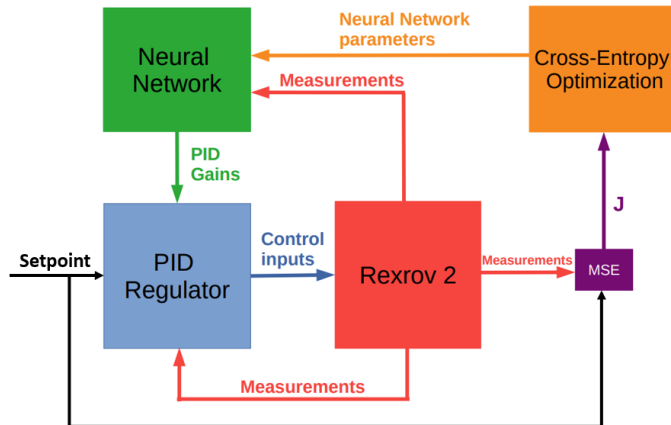 Neural
Network
Neural Network
parameters
Cross-Entropy
Optimization
Measurements
PID
Gains
J
Setpoint
PID
Regulator
Control
inputs
Rexrov 2
Measurements
MSE
Measurements